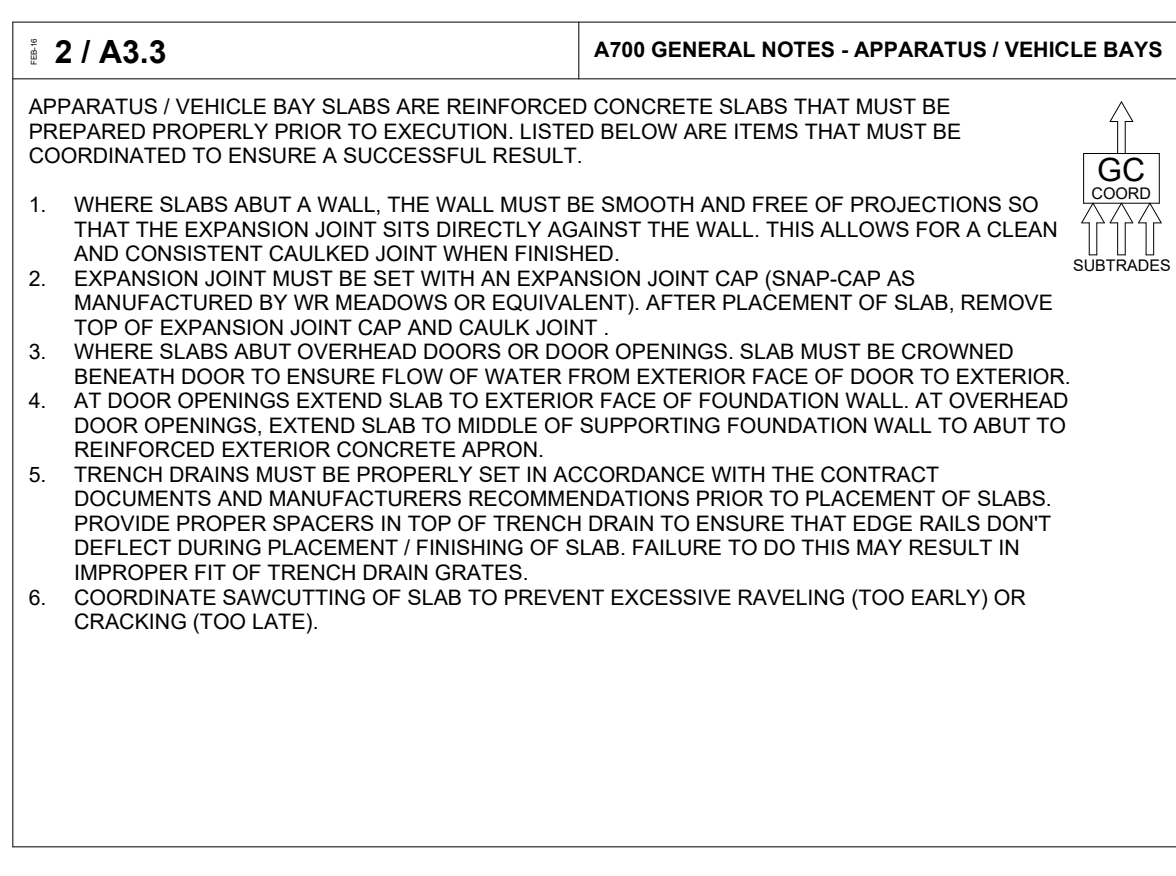 FEB-16
2 / A3.3
A700 GENERAL NOTES - APPARATUS / VEHICLE BAYS
APPARATUS / VEHICLE BAY SLABS ARE REINFORCED CONCRETE SLABS THAT MUST BE
PREPARED PROPERLY PRIOR TO EXECUTION. LISTED BELOW ARE ITEMS THAT MUST BE
COORDINATED TO ENSURE A SUCCESSFUL RESULT.
GC
COORD
SUBTRADES
1. WHERE SLABS ABUT A WALL, THE WALL MUST BE SMOOTH AND FREE OF PROJECTIONS SO
THAT THE EXPANSION JOINT SITS DIRECTLY AGAINST THE WALL. THIS ALLOWS FOR A CLEAN
AND CONSISTENT CAULKED JOINT WHEN FINISHED.
2. EXPANSION JOINT MUST BE SET WITH AN EXPANSION JOINT CAP (SNAP-CAP AS
MANUFACTURED BY WR MEADOWS OR EQUIVALENT). AFTER PLACEMENT OF SLAB, REMOVE
TOP OF EXPANSION JOINT CAP AND CAULK JOINT .
3. WHERE SLABS ABUT OVERHEAD DOORS OR DOOR OPENINGS. SLAB MUST BE CROWNED
BENEATH DOOR TO ENSURE FLOW OF WATER FROM EXTERIOR FACE OF DOOR TO EXTERIOR.
4. AT DOOR OPENINGS EXTEND SLAB TO EXTERIOR FACE OF FOUNDATION WALL. AT OVERHEAD
DOOR OPENINGS, EXTEND SLAB TO MIDDLE OF SUPPORTING FOUNDATION WALL TO ABUT TO
REINFORCED EXTERIOR CONCRETE APRON.
5. TRENCH DRAINS MUST BE PROPERLY SET IN ACCORDANCE WITH THE CONTRACT
DOCUMENTS AND MANUFACTURERS RECOMMENDATIONS PRIOR TO PLACEMENT OF SLABS.
PROVIDE PROPER SPACERS IN TOP OF TRENCH DRAIN TO ENSURE THAT EDGE RAILS DON'T
DEFLECT DURING PLACEMENT / FINISHING OF SLAB. FAILURE TO DO THIS MAY RESULT IN
IMPROPER FIT OF TRENCH DRAIN GRATES.
6. COORDINATE SAWCUTTING OF SLAB TO PREVENT EXCESSIVE RAVELING (TOO EARLY) OR
CRACKING (TOO LATE).